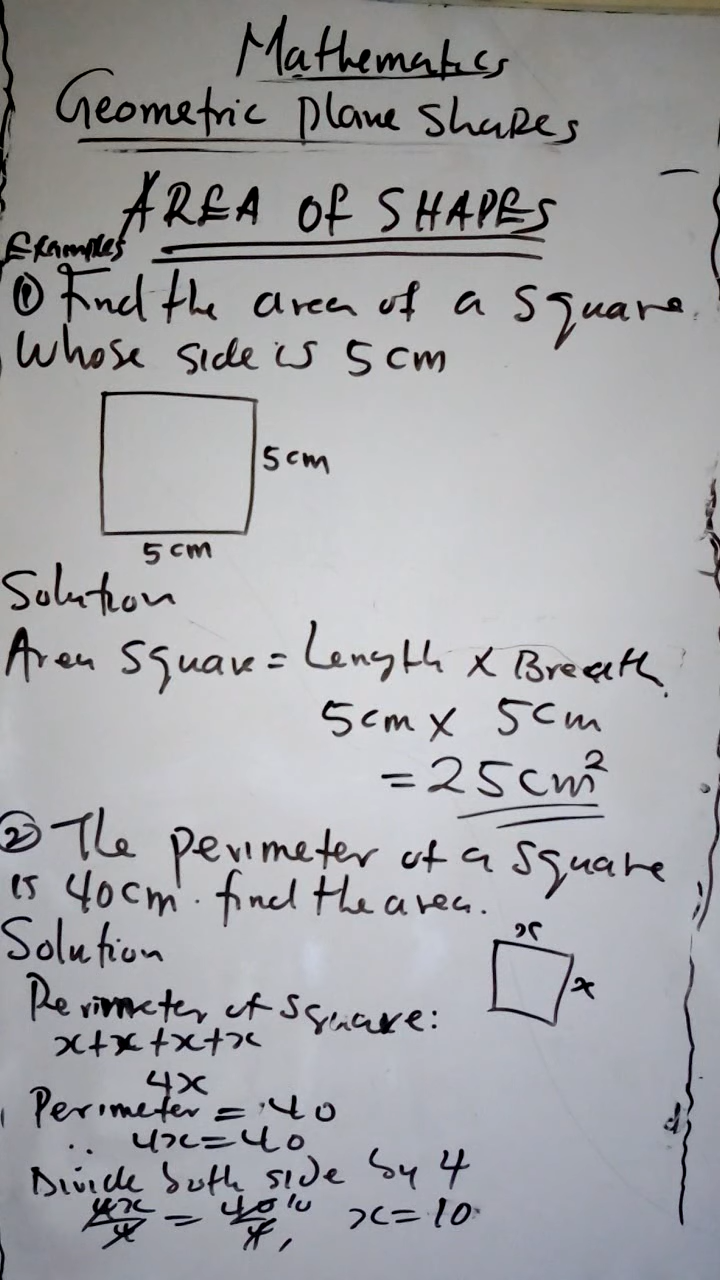 Mathematics
Geometric plane shapes
AREA OF SHAPES
Examples
① Find the area of a square
whose side is 5cm
5cm
5cm
Solution
Area square = Length × Breath
5cm × 5cm
= 25cm²
② The perimeter of a square
is 40cm. find the area.
Solution
x
x
Perimeter of square:
x+x+x+x
4x
Perimeter = 40
∴ 4x=40
Divide both side by 4
4x/4 = 40/4 10, x=10